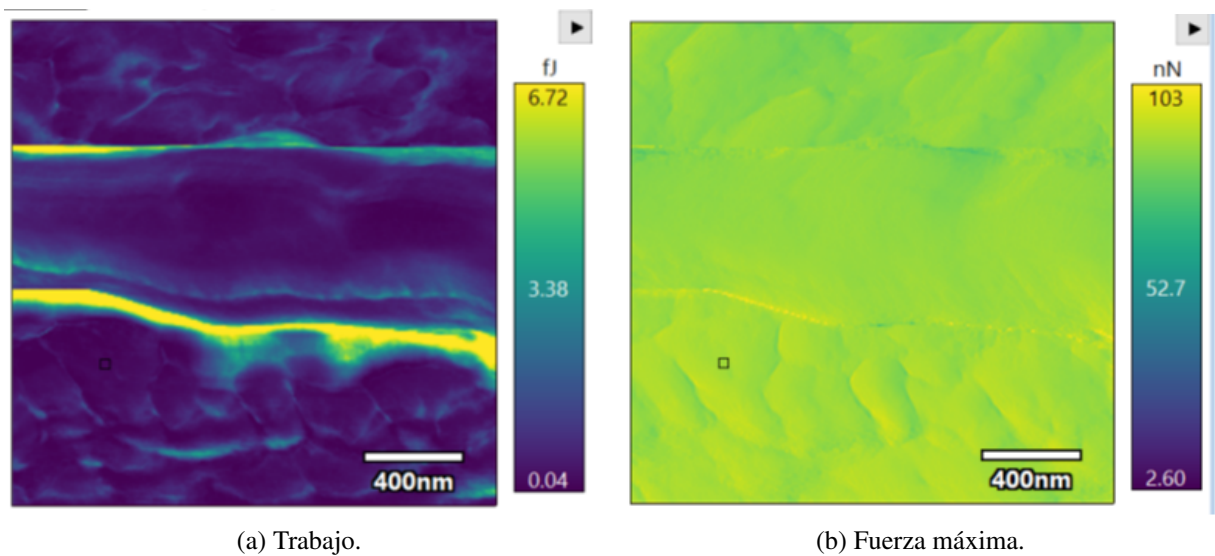 fJ
6.72
3.38
0.04
400nm
nN
103
52.7
2.60
400nm
(a) Trabajo.
(b) Fuerza máxima.